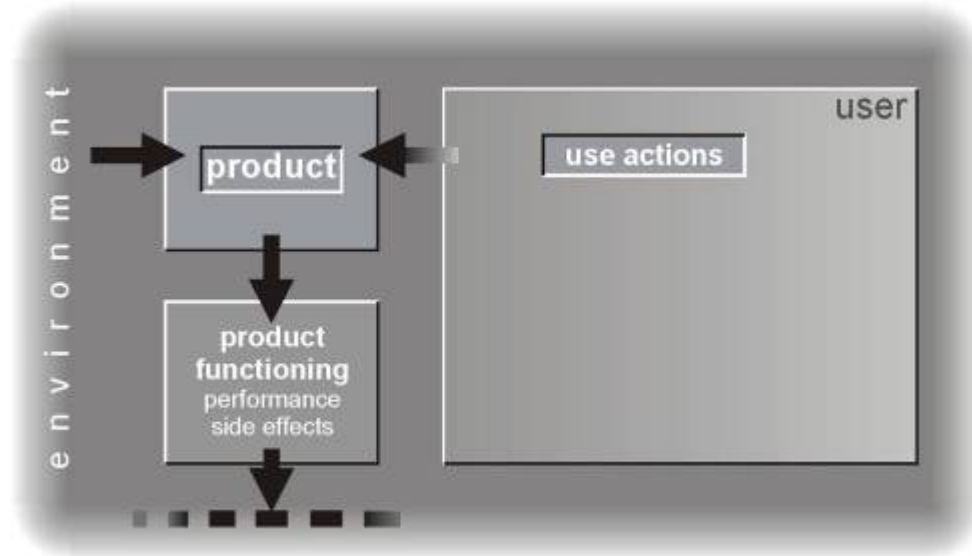 environment
user
product
use actions
product
functioning
performance
side effects